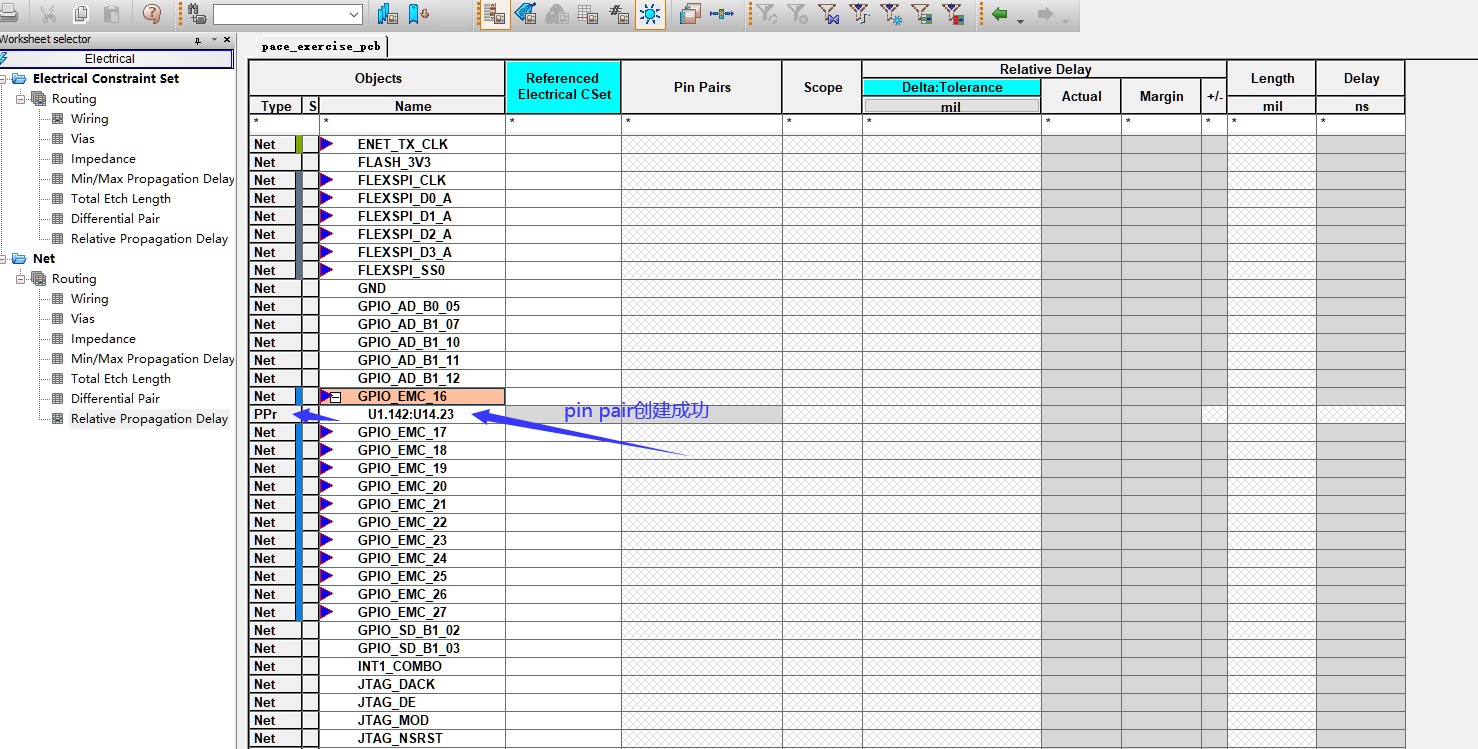 Worksheet selector
Electrical
Electrical Constraint Set
Routing
Wiring
Vias
Impedance
Min/Max Propagation Delay
Total Etch Length
Differential Pair
Relative Propagation Delay
Net
Routing
Wiring
Vias
Impedance
Min/Max Propagation Delay
Total Etch Length
Differential Pair
Relative Propagation Delay
pace_exercise_pcb
Objects
Referenced Electrical CSet
Pin Pairs
Scope
Relative Delay
Length
Delay
Delta:Tolerance
Actual
Margin
+/-
Type S Name
mil
mil
ns
* * * * * * * * * * *
Net ENET_TX_CLK
Net FLASH_3V3
Net FLEXSPI_CLK
Net FLEXSPI_D0_A
Net FLEXSPI_D1_A
Net FLEXSPI_D2_A
Net FLEXSPI_D3_A
Net FLEXSPI_SS0
Net GND
Net GPIO_AD_B0_05
Net GPIO_AD_B1_07
Net GPIO_AD_B1_10
Net GPIO_AD_B1_11
Net GPIO_AD_B1_12
Net GPIO_EMC_16
PPr U1.142:U14.23
pin pair创建成功
Net GPIO_EMC_17
Net GPIO_EMC_18
Net GPIO_EMC_19
Net GPIO_EMC_20
Net GPIO_EMC_21
Net GPIO_EMC_22
Net GPIO_EMC_23
Net GPIO_EMC_24
Net GPIO_EMC_25
Net GPIO_EMC_26
Net GPIO_EMC_27
Net GPIO_SD_B1_02
Net GPIO_SD_B1_03
Net INT1_COMBO
Net JTAG_DACK
Net JTAG_DE
Net JTAG_MOD
Net JTAG_NSRST